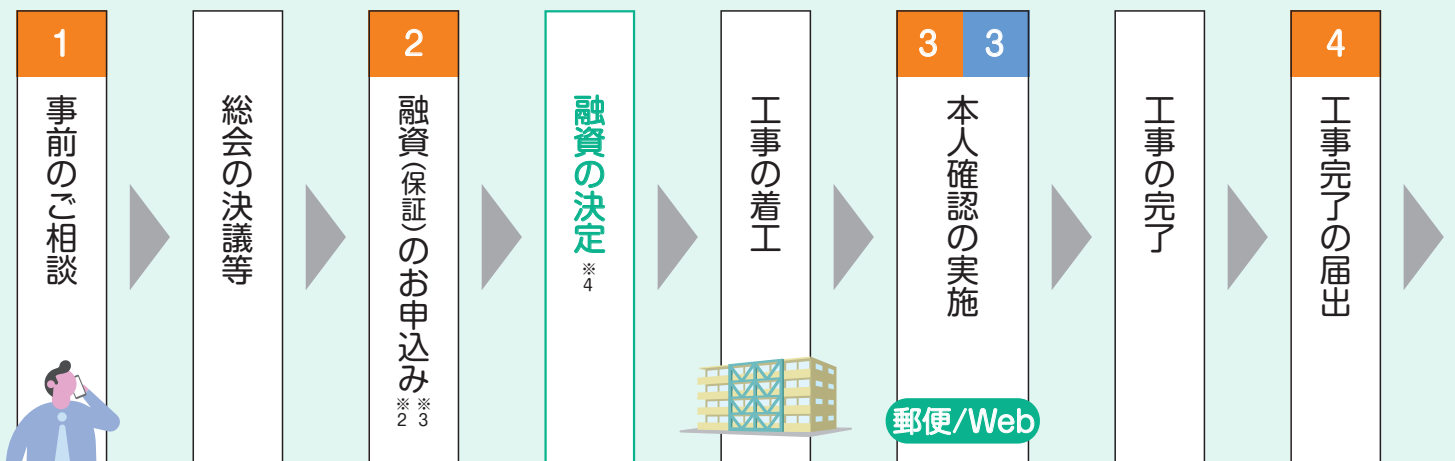 1
事前のご相談
総会の決議等
2
融資(保証)のお申込み※2※3
融資の決定※4
工事の着工
3 3
本人確認の実施
郵便/Web
工事の完了
4
工事完了の届出